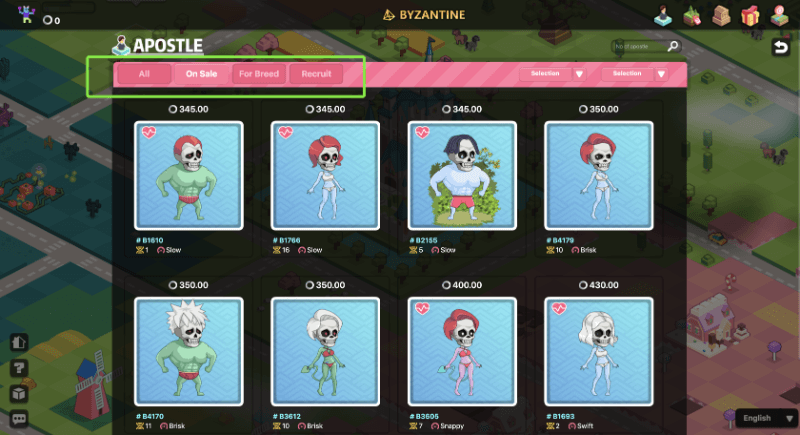 0
BYZANTINE
APOSTLE
No.of apostle
All
On Sale
For Breed
Recruit
Selection
Selection
345.00
345.00
345.00
350.00
# B1610
# B1766
# B2155
# B4179
1 Slow
16 Slow
5 Slow
10 Brisk
350.00
350.00
400.00
430.00
# B4170
# B3612
# B3505
# B1693
11 Brisk
10 Brisk
7 Snappy
2 Swift
English